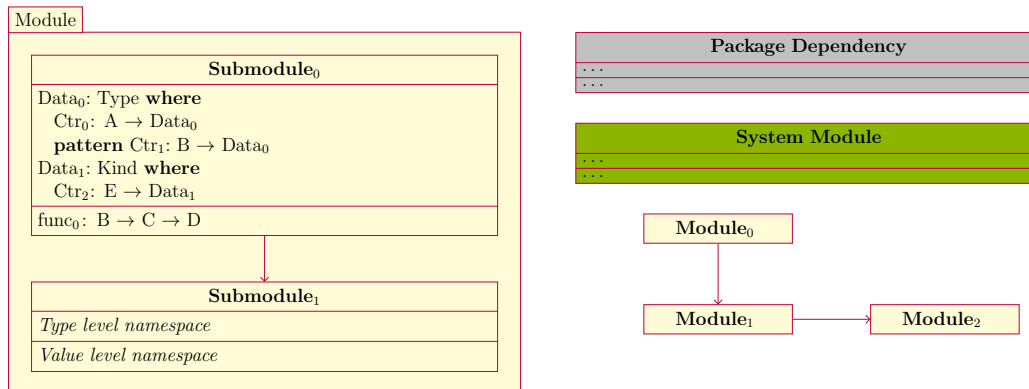 Module
Submodule₀
Data₀: Type where
Ctr₀: A → Data₀
pattern Ctr₁: B → Data₀
Data₁: Kind where
Ctr₂: E → Data₁
func₀: B → C → D
Submodule₁
Type level namespace
Value level namespace
Package Dependency
...
...
System Module
...
...
Module₀
Module₁
Module₂